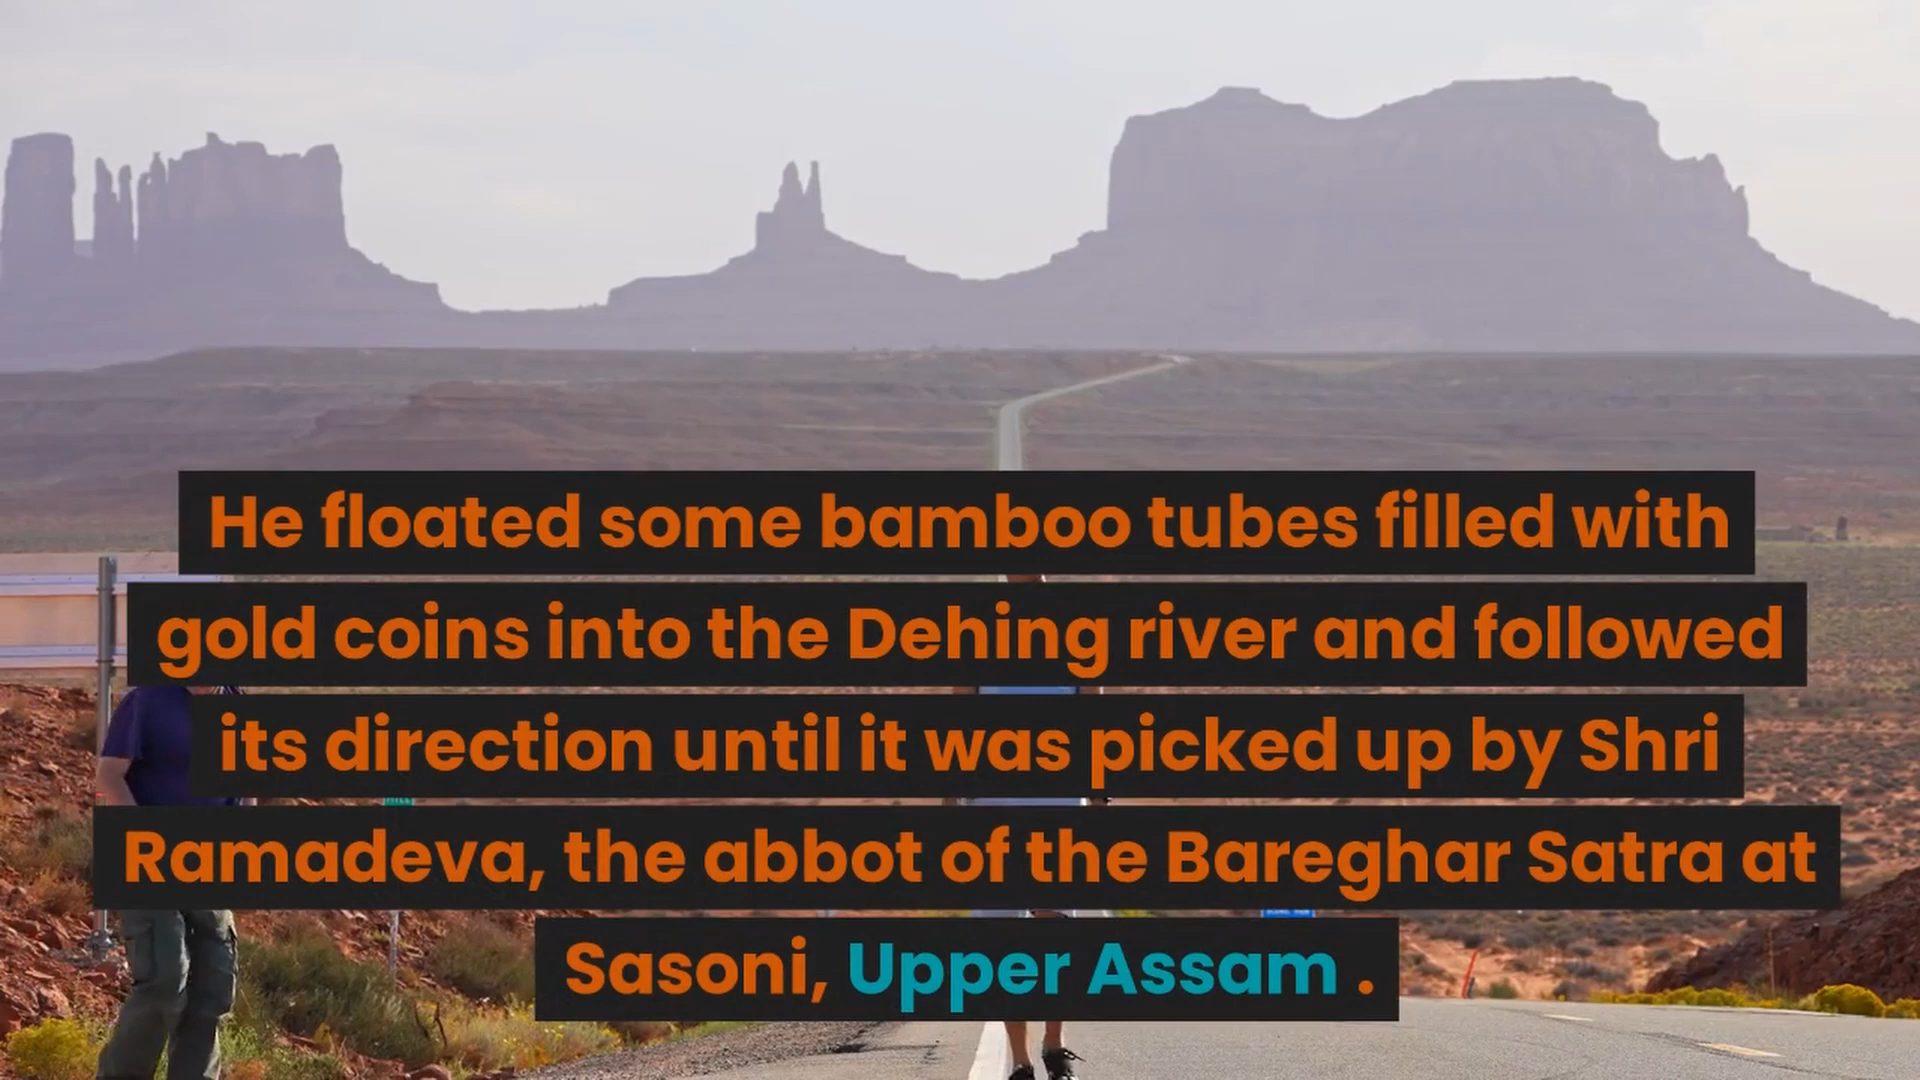 He floated some bamboo tubes filled with
gold coins into the Dehing river and followed
its direction until it was picked up by Shri
Ramadeva, the abbot of the Bareghar Satra at
Sasoni, Upper Assam .